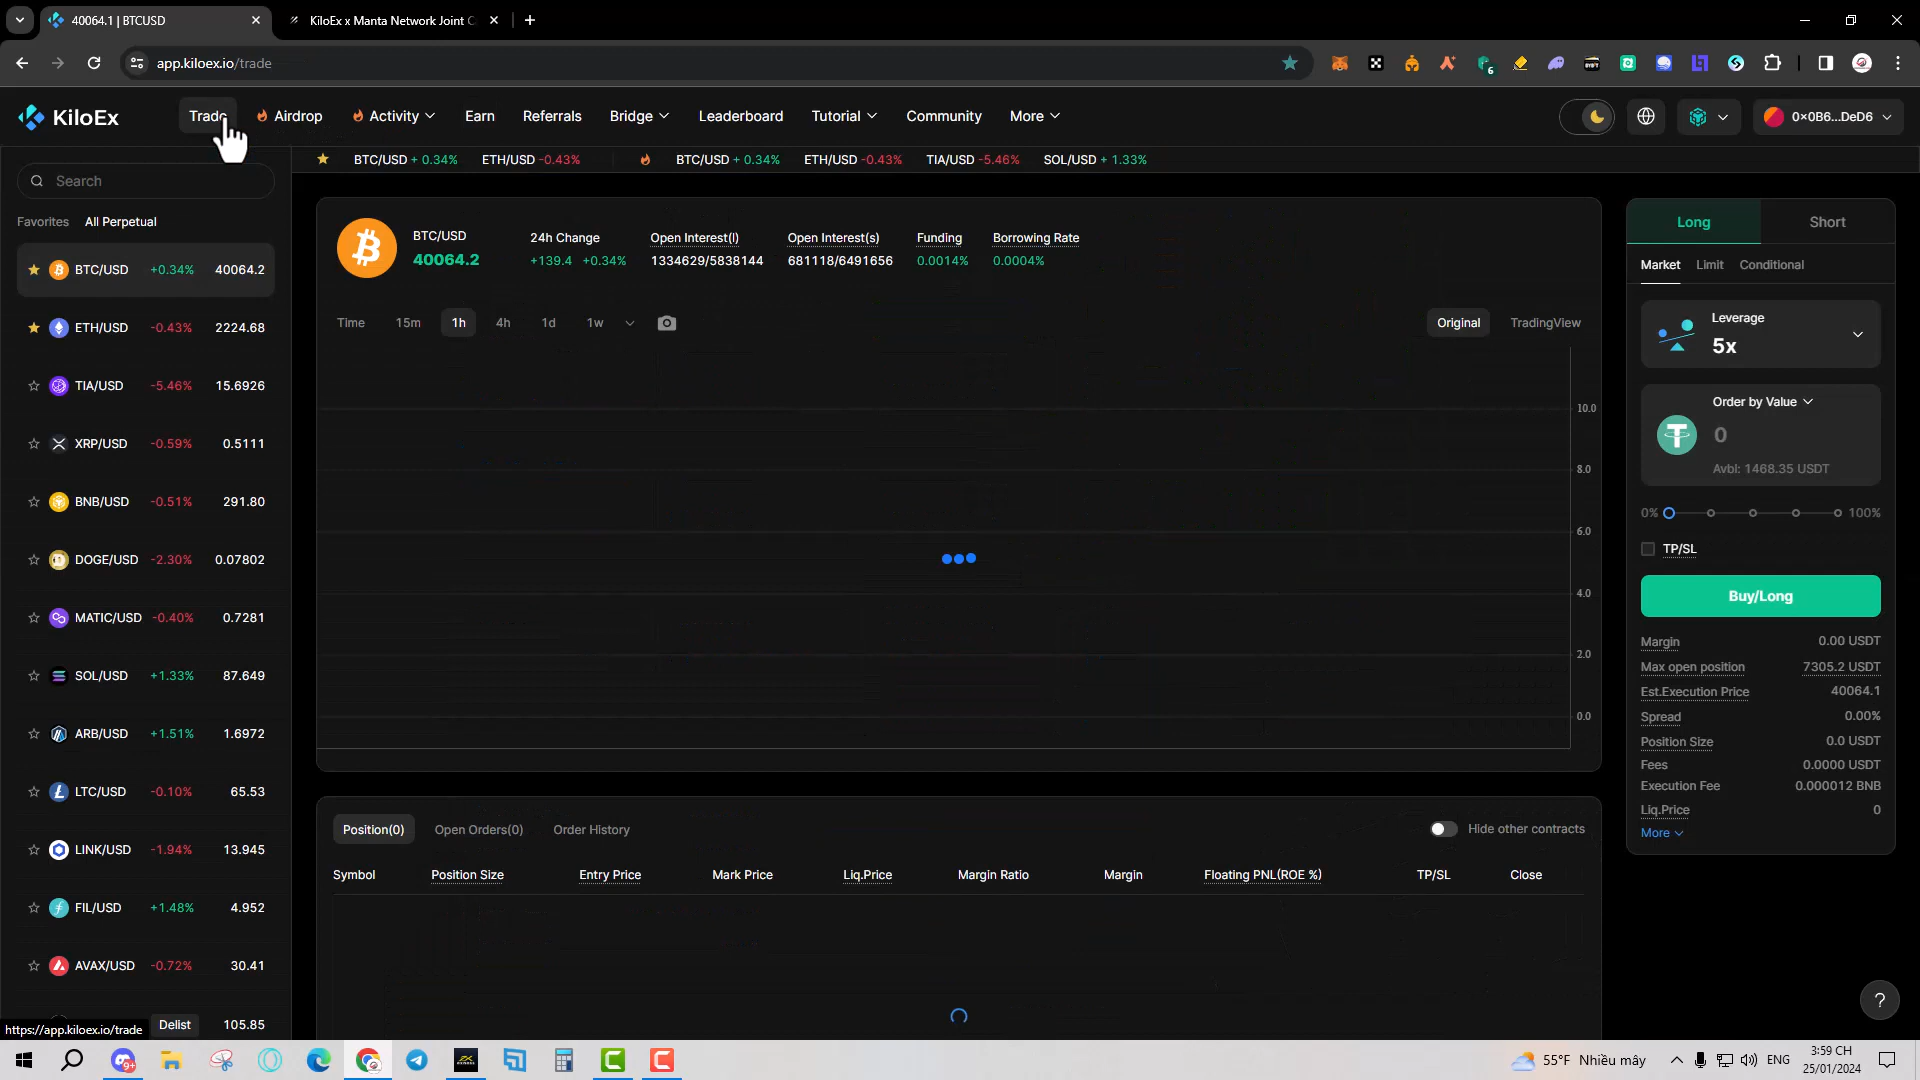 40064.1 | BTCUSD
KiloEx x Manta Network Joint C
app.kiloex.io/trade
6
KiloEx
Trade
Airdrop
Activity
Earn
Referrals
Bridge
Leaderboard
Tutorial
Community
More
0x0B6...DeD6
BTC/USD + 0.34% ETH/USD -0.43% BTC/USD + 0.34% ETH/USD -0.43% TIA/USD -5.46% SOL/USD + 1.33%
Search
Favorites All Perpetual
BTC/USD +0.34% 40064.2
ETH/USD -0.43% 2224.68
TIA/USD -5.46% 15.6926
XRP/USD -0.59% 0.5111
BNB/USD -0.51% 291.80
DOGE/USD -2.30% 0.07802
MATIC/USD -0.40% 0.7281
SOL/USD +1.33% 87.649
ARB/USD +1.51% 1.6972
LTC/USD -0.10% 65.53
LINK/USD -1.94% 13.945
FIL/USD +1.48% 4.952
AVAX/USD -0.72% 30.41
Delist 105.85
https://app.kiloex.io/trade
BTC/USD
40064.2
24h Change
+139.4 +0.34%
Open Interest(l)
1334629/5838144
Open Interest(s)
681118/6491656
Funding
0.0014%
Borrowing Rate
0.0004%
Time 15m 1h 4h 1d 1w
Original TradingView
10.0
8.0
6.0
4.0
2.0
0.0
Position(0) Open Orders(0) Order History
Hide other contracts
Symbol Position Size Entry Price Mark Price Liq.Price Margin Ratio Margin Floating PNL(ROE %) TP/SL Close
Long Short
Market Limit Conditional
Leverage
5x
Order by Value
0
Avbl: 1468.35 USDT
0% 100%
TP/SL
Buy/Long
Margin 0.00 USDT
Max open position 7305.2 USDT
Est.Execution Price 40064.1
Spread 0.00%
Position Size 0.0 USDT
Fees 0.0000 USDT
Execution Fee 0.000012 BNB
Liq.Price 0
More
?
55°F Nhiều mây
ENG
3:59 CH
25/01/2024